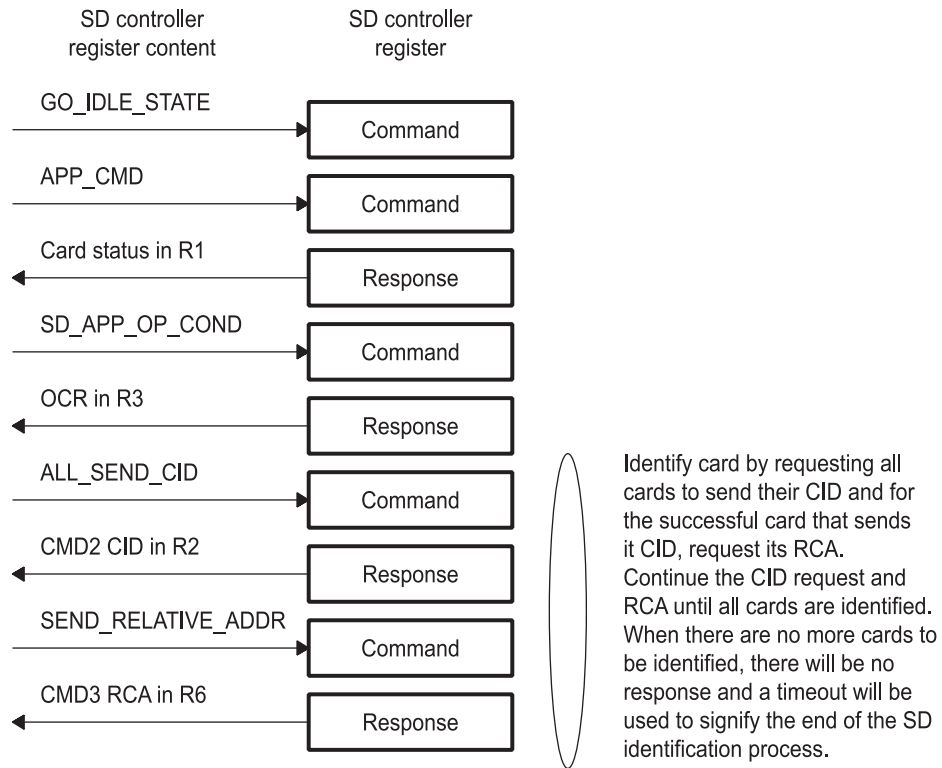 SD controller
register content
SD controller
register
GO_IDLE_STATE
Command
APP_CMD
Command
Card status in R1
Response
SD_APP_OP_COND
Command
OCR in R3
Response
ALL_SEND_CID
Command
CMD2 CID in R2
Response
SEND_RELATIVE_ADDR
Command
CMD3 RCA in R6
Response
Identify card by requesting all
cards to send their CID and for
the successful card that sends
it CID, request its RCA.
Continue the CID request and
RCA until all cards are identified.
When there are no more cards to
be identified, there will be no
response and a timeout will be
used to signify the end of the SD
identification process.